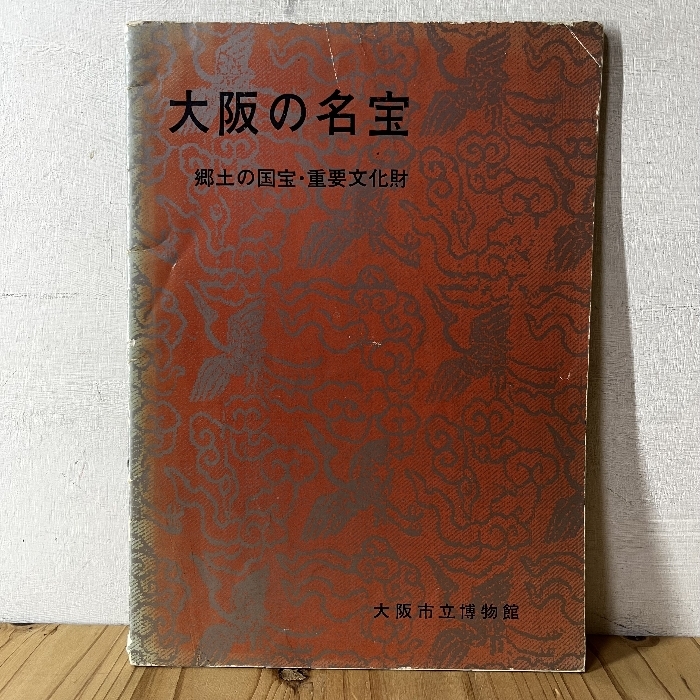 大阪の名宝
郷土の国宝・重要文化財
大阪市立博物館